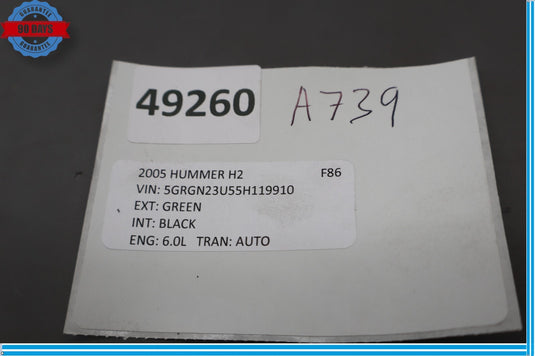 GUARANTEE
90 DAYS
GUARANTEE
49260 A739
2005 HUMMER H2 F86
VIN: 5GRGN23U55H119910
EXT: GREEN
INT: BLACK
ENG: 6.0L TRAN: AUTO